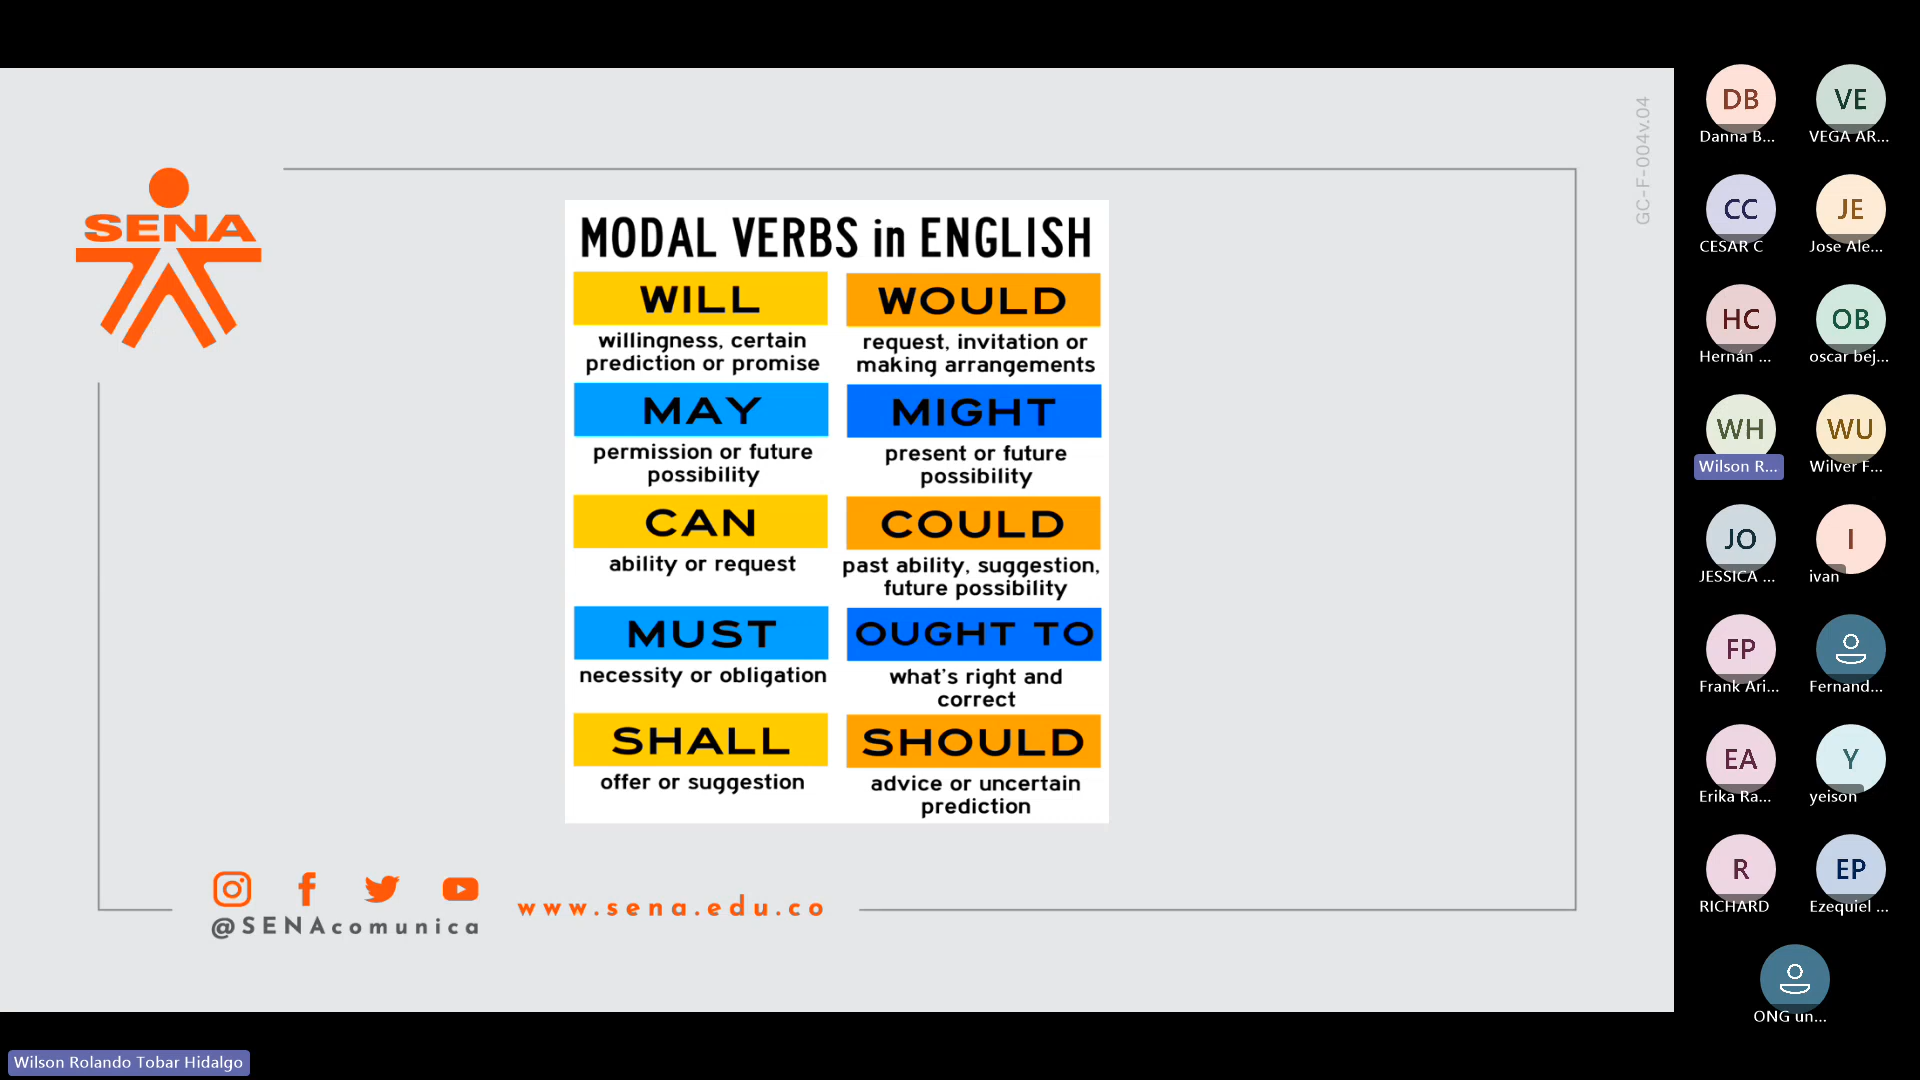 GC-F-004v.04
SENA
MODAL VERBS in ENGLISH
WILL
willingness, certain
prediction or promise
WOULD
request, invitation or
making arrangements
MAY
permission or future
possibility
MIGHT
present or future
possibility
CAN
ability or request
COULD
past ability, suggestion,
future possibility
MUST
necessity or obligation
OUGHT TO
what's right and
correct
SHALL
offer or suggestion
SHOULD
advice or uncertain
prediction
@SENAcomunica
www.sena.edu.co
DB
Danna B...
VE
VEGA AR...
CC
CESAR C
JE
Jose Ale...
HC
Hernán ...
OB
oscar bej...
WH
Wilson R...
WU
Wilver F...
JO
JESSICA ...
I
ivan
FP
Frank Ari...
Fernand...
EA
Erika Ra...
Y
yeison
R
RICHARD
EP
Ezequiel ...
ONG un...
Wilson Rolando Tobar Hidalgo